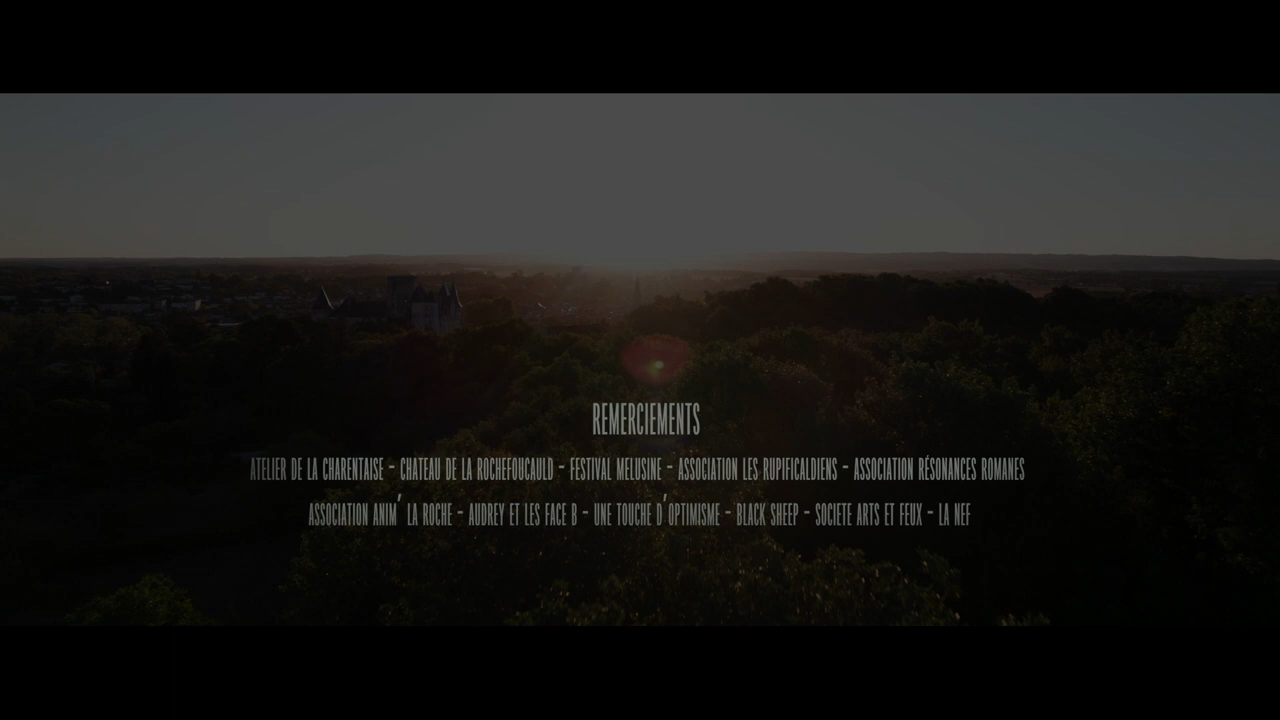 REMERCIEMENTS
ATELIER DE LA CHARENTAISE - CHATEAU DE LA ROCHEFOUCAULD - FESTIVAL MELUSINE - ASSOCIATION LES RUPIFICALDIENS - ASSOCIATION RÉSONANCES ROMANES
ASSOCIATION ANIM' LA ROCHE - AUDREY ET LES FACE B - UNE TOUCHE D'OPTIMISME - BLACK SHEEP - SOCIETE ARTS ET FEUX - LA NEF